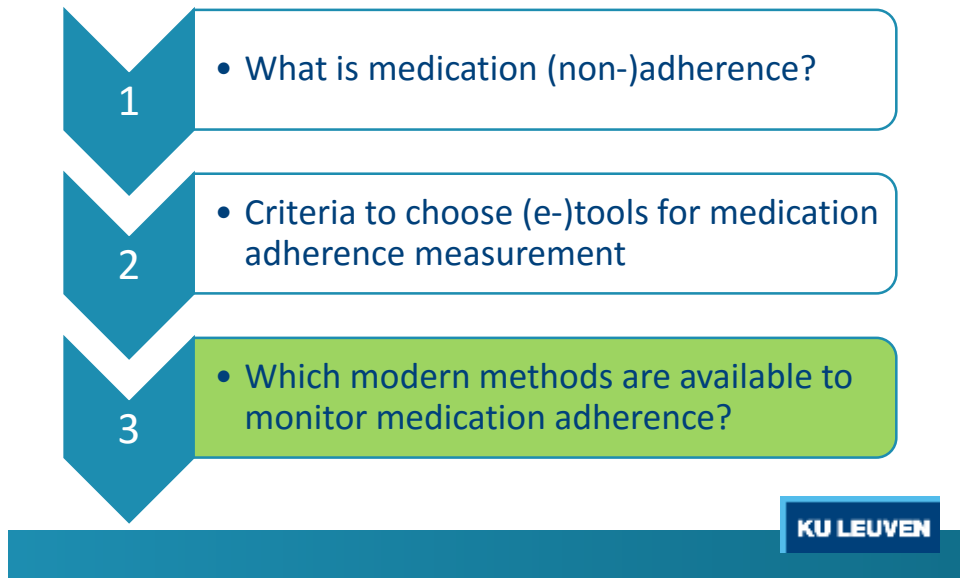 1
• What is medication (non-)adherence?
2
• Criteria to choose (e-)tools for medication
adherence measurement
3
• Which modern methods are available to
monitor medication adherence?
KU LEUVEN